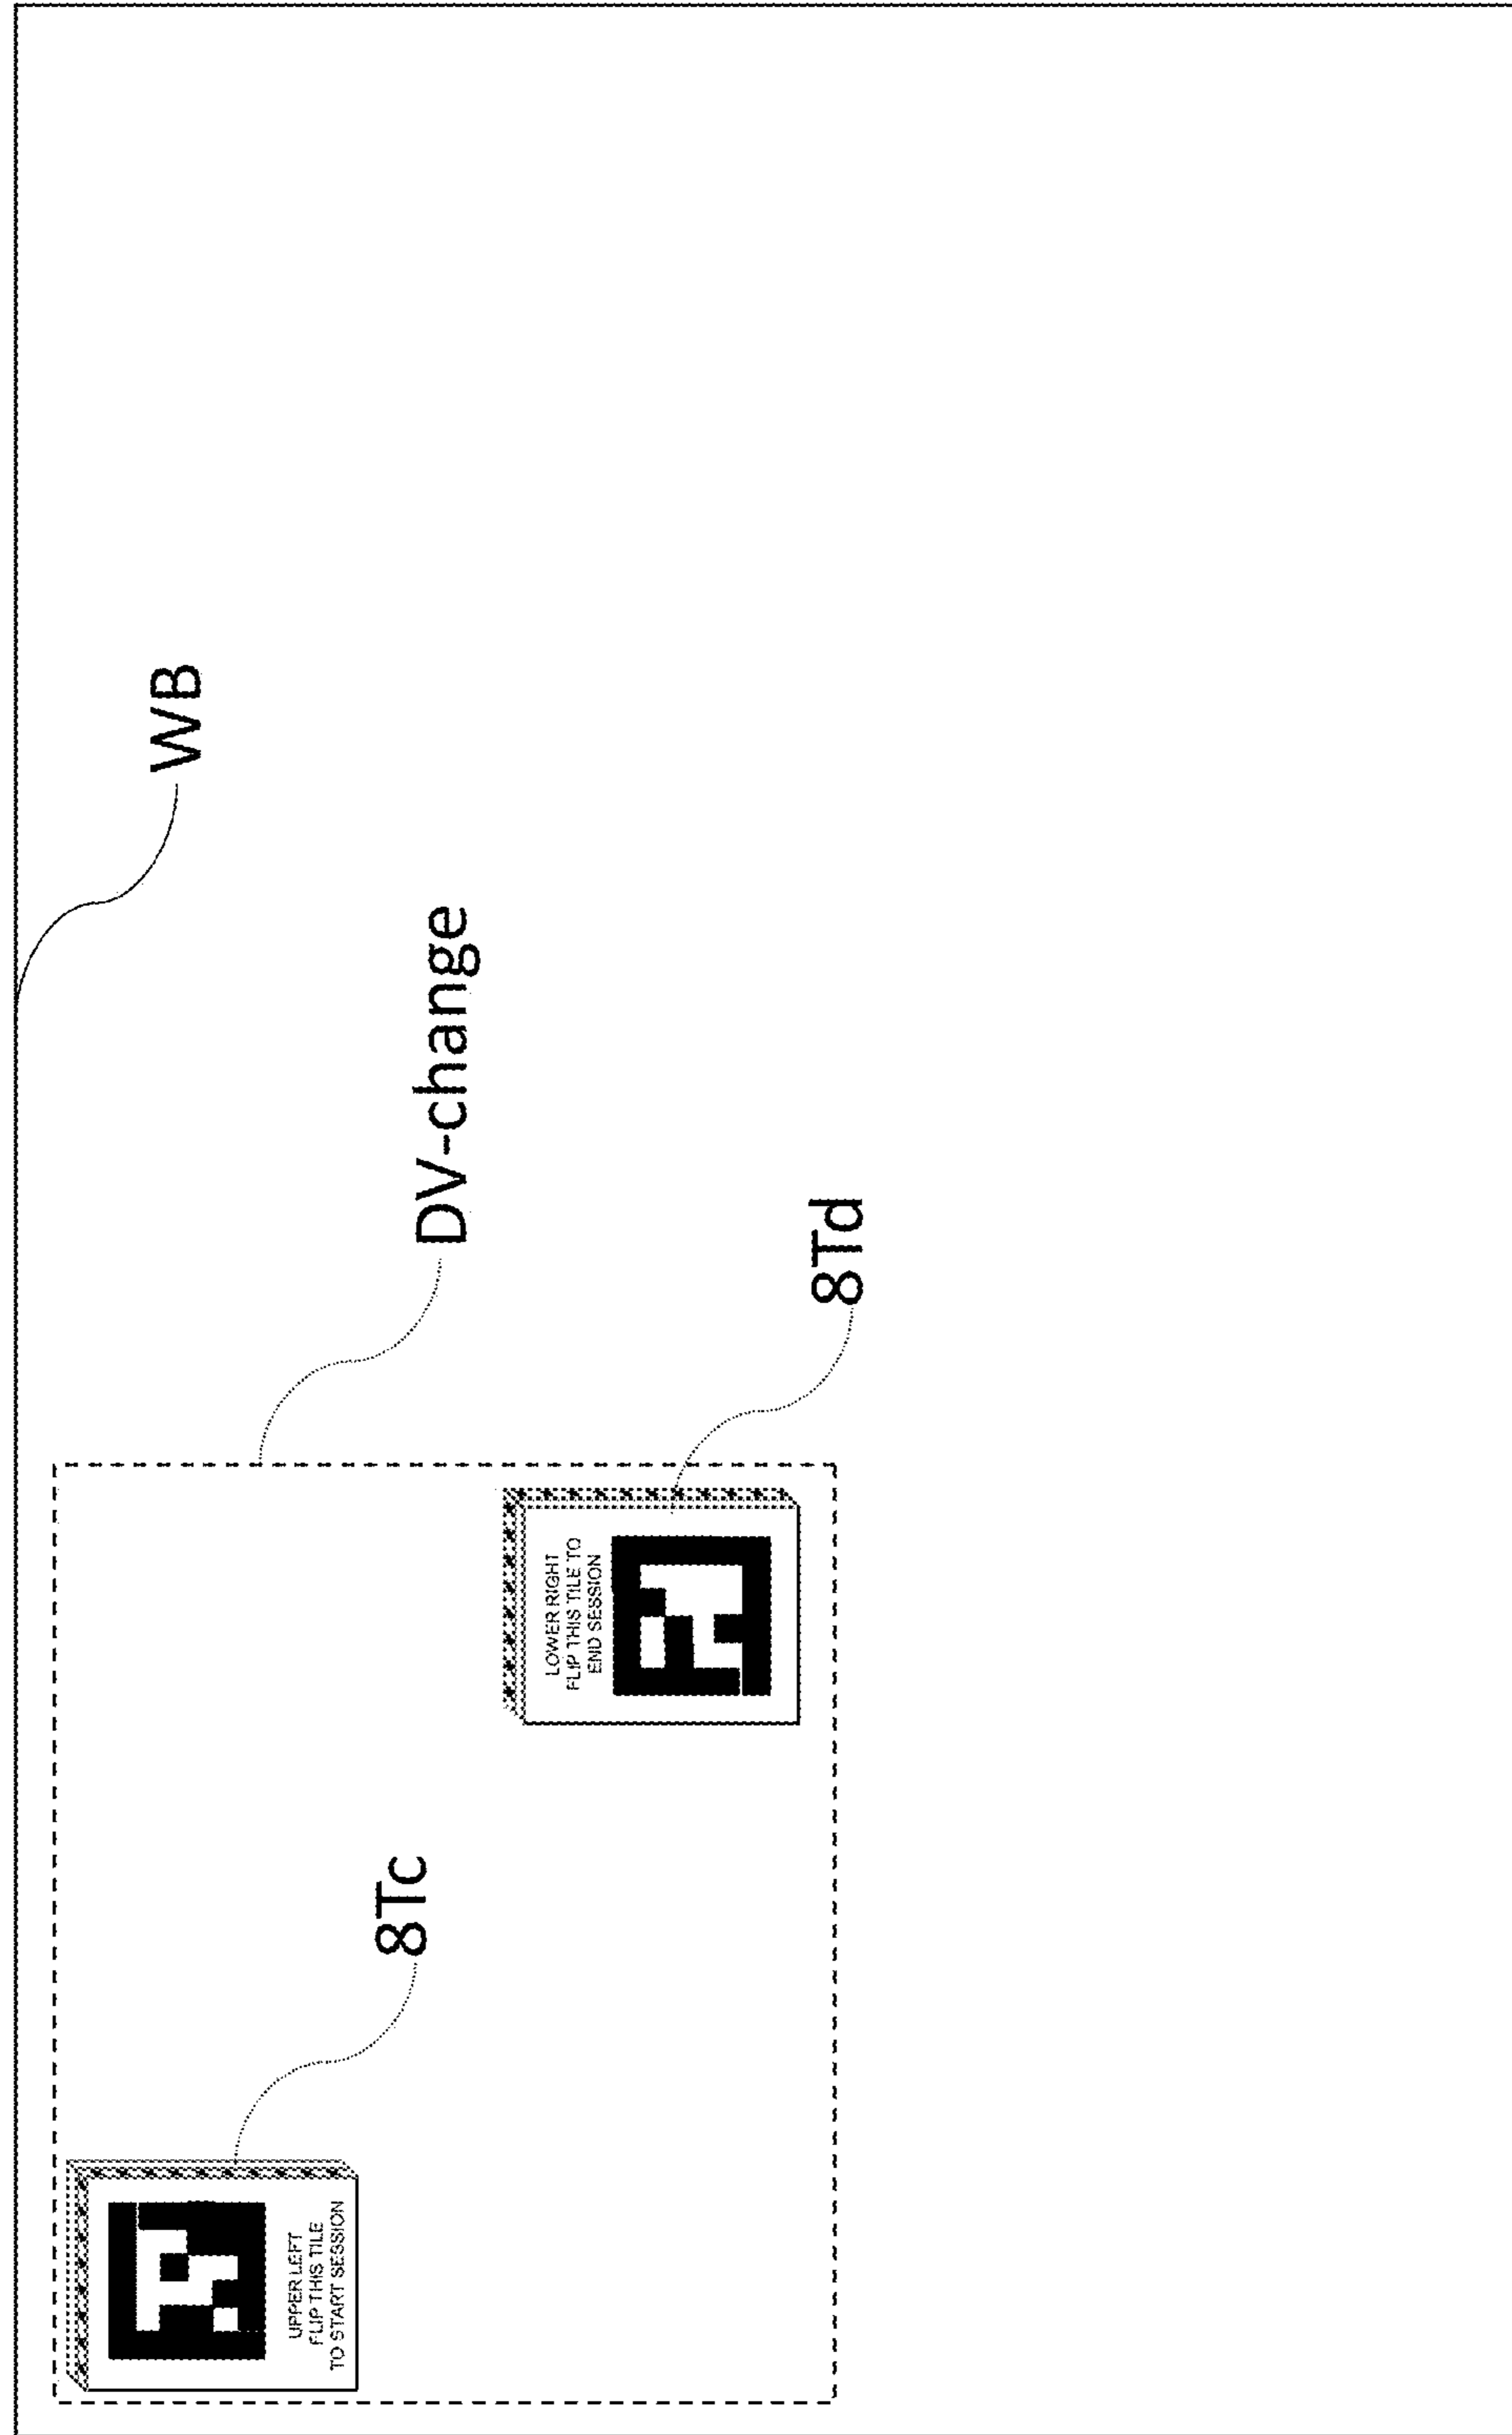 WB
DV-change
8Td
8Tc
UPPER LEFT
FLIP THIS TILE
TO START SESSION
LOWER RIGHT
FLIP THIS TILE TO
END SESSION